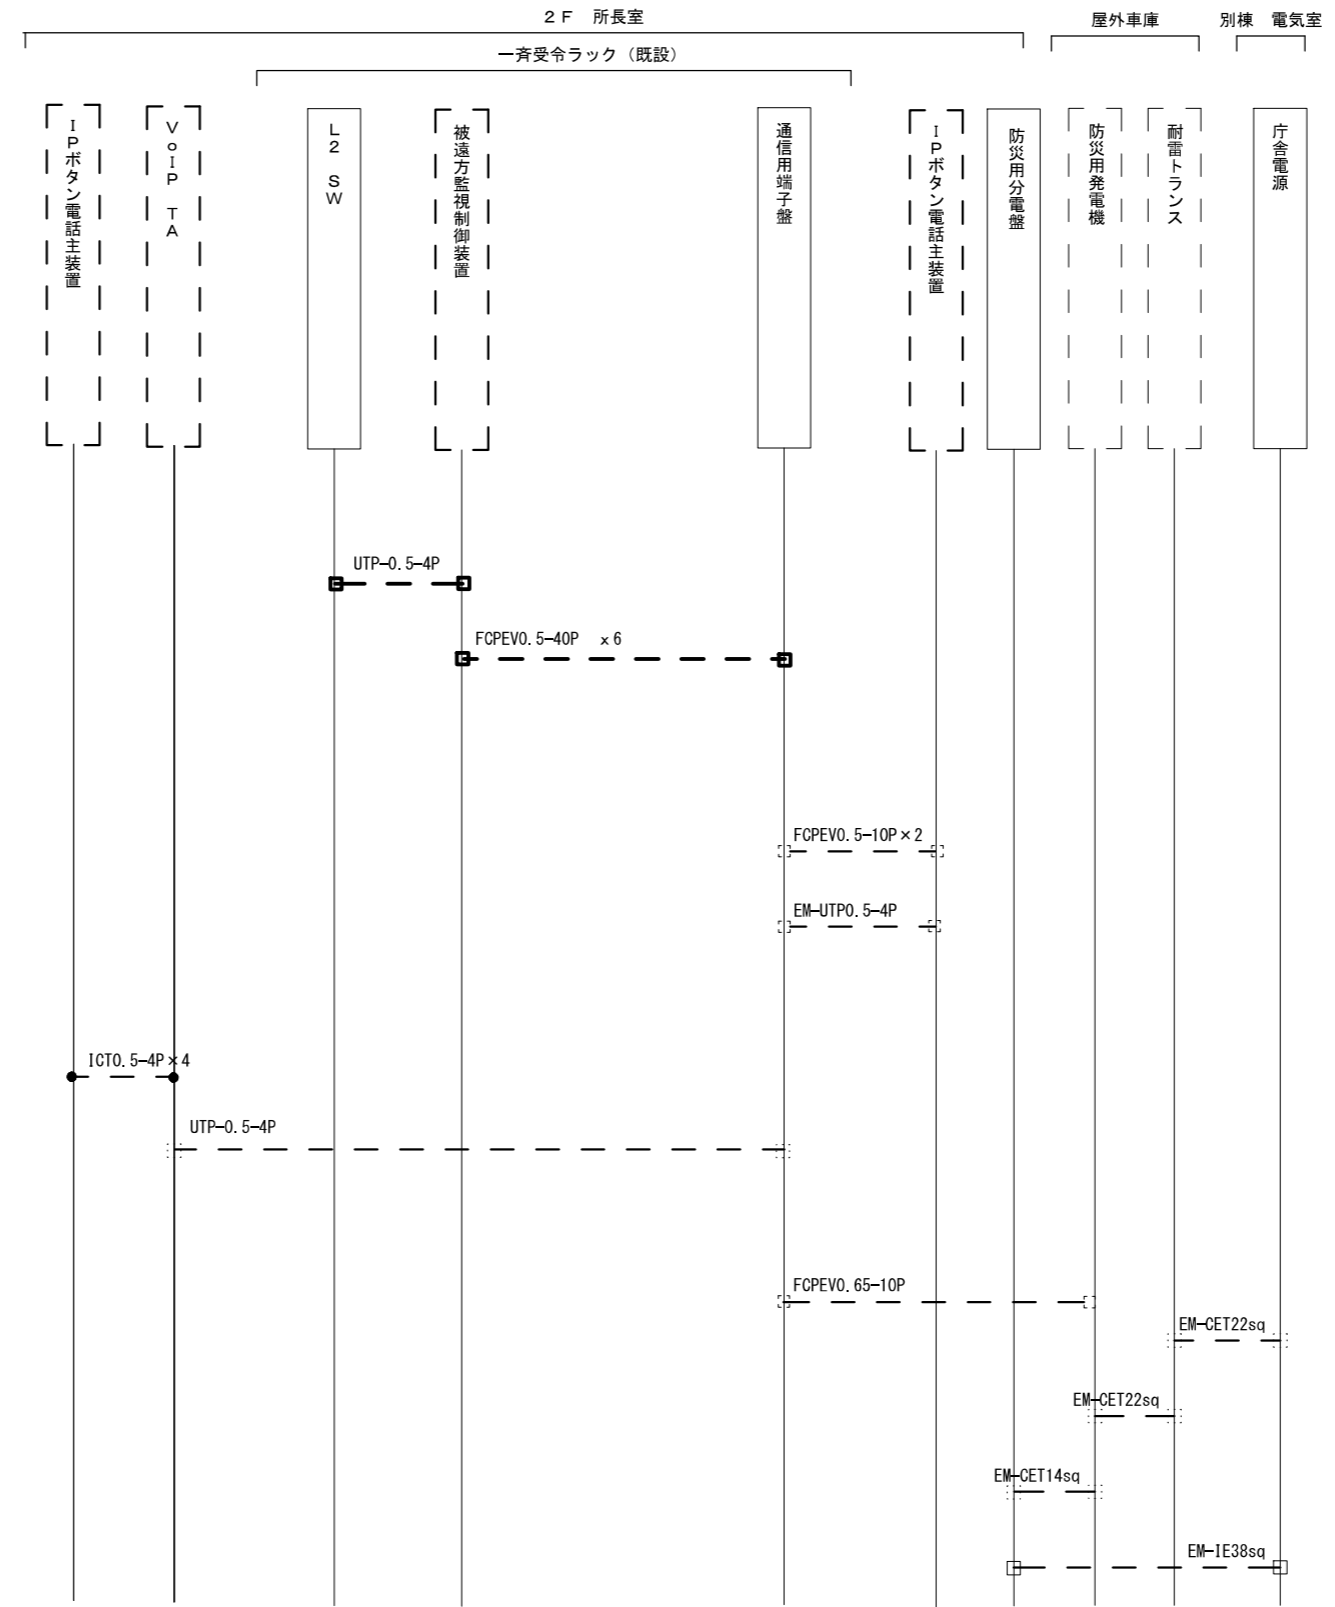 ２Ｆ　所長室
屋外車庫
別棟　電気室
一斉受令ラック（既設）
ＩＰボタン電話主装置
ＶｏＩＰ　ＴＡ
Ｌ２　ＳＷ
被遠方監視制御装置
通信用端子盤
ＩＰボタン電話主装置
防災用分電盤
防災用発電機
耐雷トランス
庁舎電源
UTP-0.5-4P
FCPEV0.5-40P　x6
FCPEV0.5-10P×2
EM-UTP0.5-4P
ICT0.5-4P×4
UTP-0.5-4P
FCPEV0.65-10P
EM-CET22sq
EM-CET22sq
EM-CET14sq
EM-IE38sq